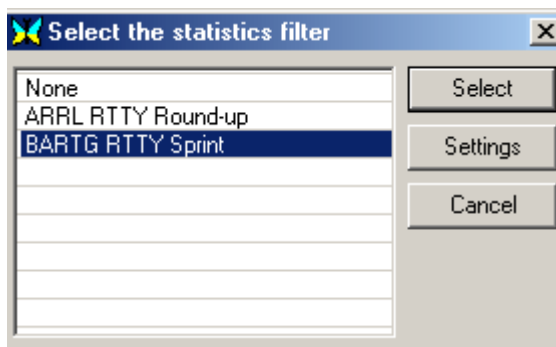 Select the statistics filter
None
ARRL RTTY Round-up
BARTG RTTY Sprint
Select
Settings
Cancel